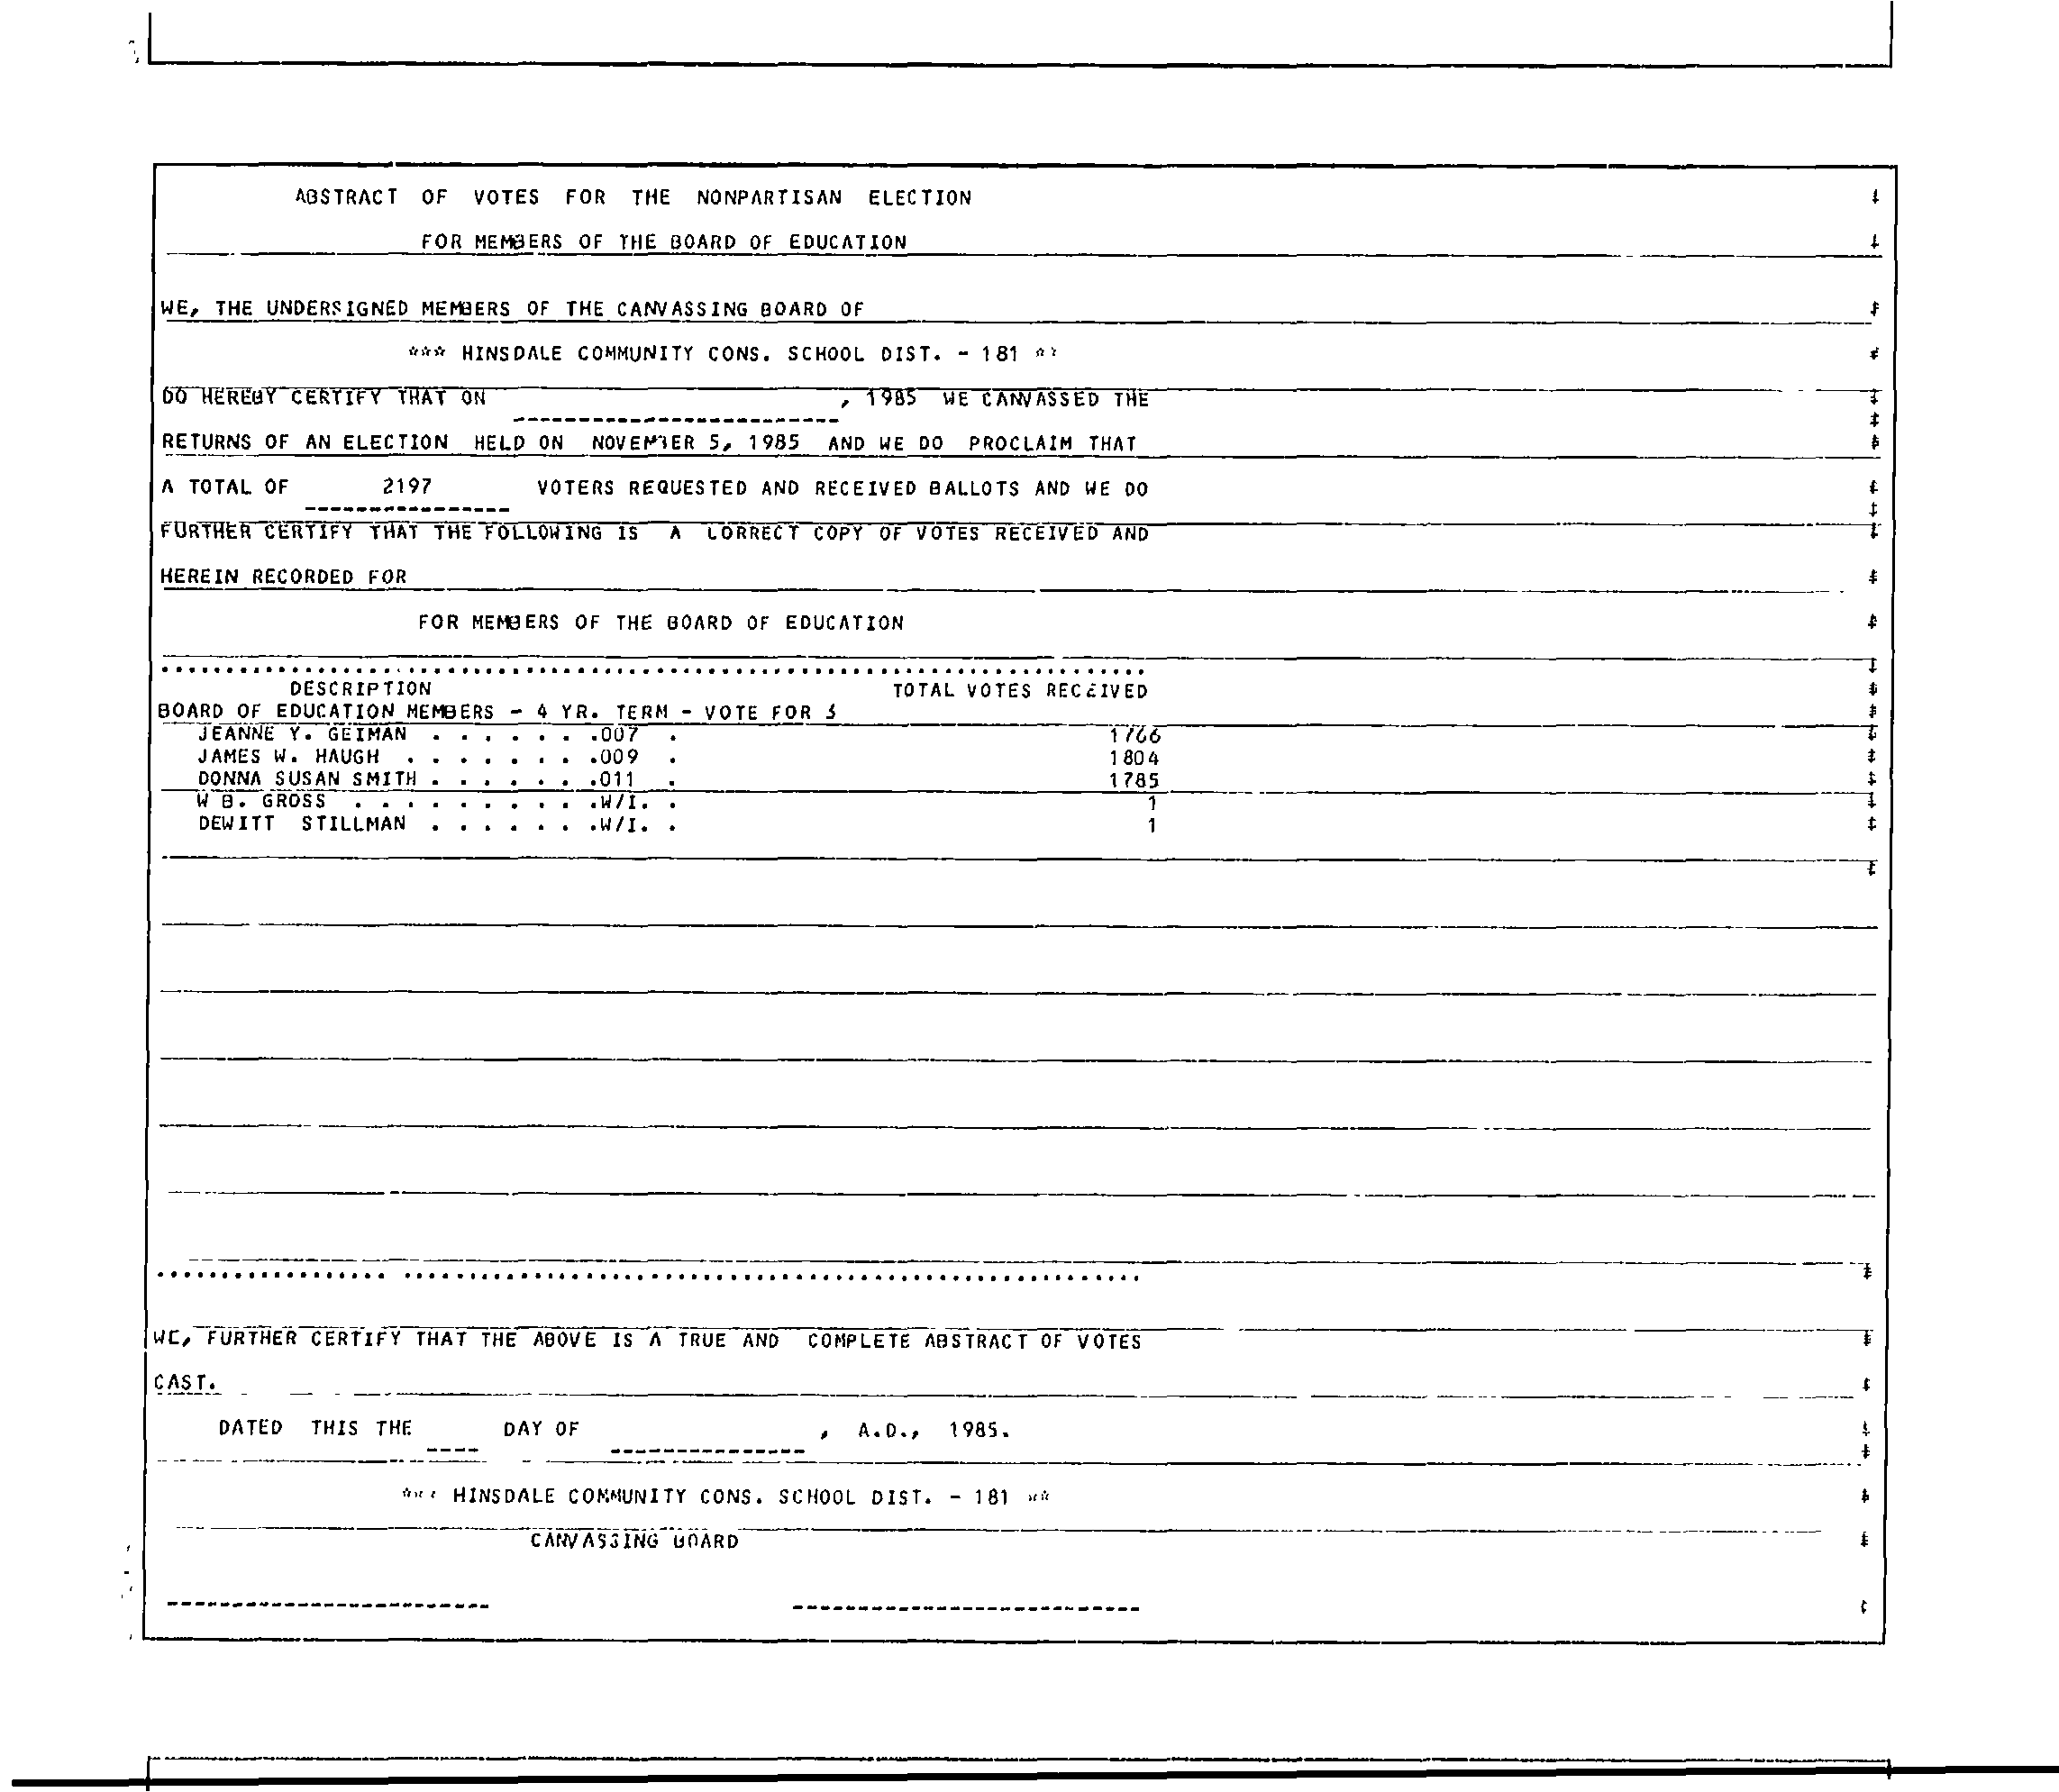 ABSTRACT OF VOTES FOR THE NONPARTISAN ELECTION
FOR MEMBERS OF THE BOARD OF EDUCATION
WE, THE UNDERSIGNED MEMBERS OF THE CANVASSING BOARD OF
*** HINSDALE COMMUNITY CONS. SCHOOL DIST. - 181 **
DO HEREBY CERTIFY THAT ON , 1985 WE CANVASSED THE
RETURNS OF AN ELECTION HELD ON NOVEMBER 5, 1985 AND WE DO PROCLAIM THAT
A TOTAL OF 2197 VOTERS REQUESTED AND RECEIVED BALLOTS AND WE DO
FURTHER CERTIFY THAT THE FOLLOWING IS A CORRECT COPY OF VOTES RECEIVED AND
HEREIN RECORDED FOR
FOR MEMBERS OF THE BOARD OF EDUCATION
DESCRIPTION TOTAL VOTES RECEIVED
BOARD OF EDUCATION MEMBERS - 4 YR. TERM - VOTE FOR 3
JEANNE Y. GEIMAN . . . . . . .007 . 1766
JAMES W. HAUGH . . . . . . . .009 . 1804
DONNA SUSAN SMITH . . . . . . .011 . 1785
W B. GROSS . . . . . . . . . .W/I. . 1
DEWITT STILLMAN . . . . . . .W/I. . 1
WE, FURTHER CERTIFY THAT THE ABOVE IS A TRUE AND COMPLETE ABSTRACT OF VOTES
CAST.
DATED THIS THE DAY OF , A.D., 1985.
*** HINSDALE COMMUNITY CONS. SCHOOL DIST. - 181 **
CANVASSING BOARD